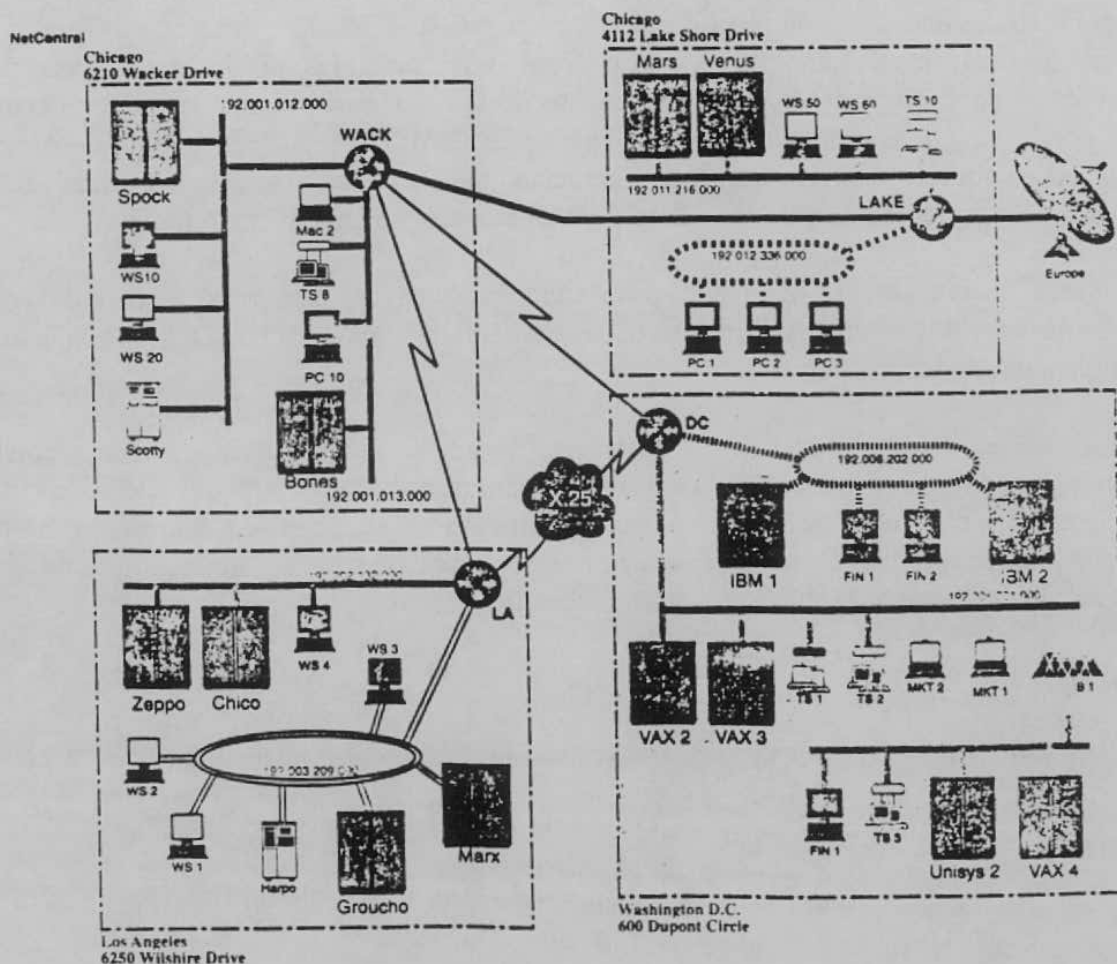 NetCentral
Chicago
6210 Wacker Drive
192.001.012.000
WACK
Spock
Mac 2
WS10
TS 8
WS 20
PC 10
Scotty
Bones
192.001.013.000
Chicago
4112 Lake Shore Drive
Mars
Venus
WS 50
WS 60
TS 10
192.011.216.000
LAKE
Europe
192 012 336 000
PC 1
PC 2
PC 3
X.25
LA
WS 4
WS 3
Zeppo
Chico
WS 2
WS 1
Harpo
Groucho
Marx
Los Angeles
6250 Wilshire Drive
DC
192.006.202.000
IBM 1
FIN 1
FIN 2
IBM 2
VAX 2
VAX 3
TS 1
TS 2
MKT 2
MKT 1
B 1
FIN 1
TS 3
Unisys 2
VAX 4
Washington D.C.
600 Dupont Circle